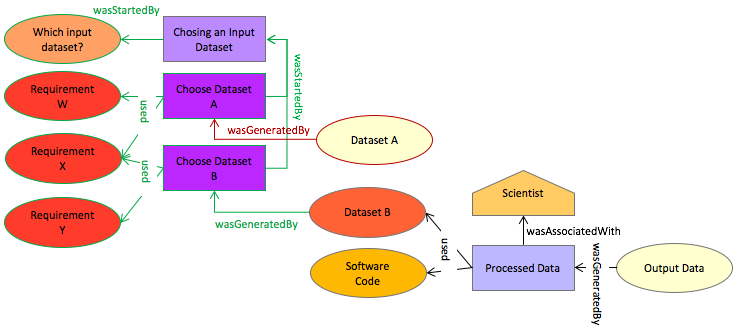 wasStartedBy
Which input
dataset?
Chosing an Input
Dataset
wasStartedBy
Requirement
W
Choose Dataset
A
used
wasGeneratedBy
Dataset A
Requirement
X
used
Choose Dataset
B
Requirement
Y
wasGeneratedBy
Dataset B
Scientist
wasAssociatedWith
used
Software
Code
Processed Data
wasGeneratedBy
Output Data